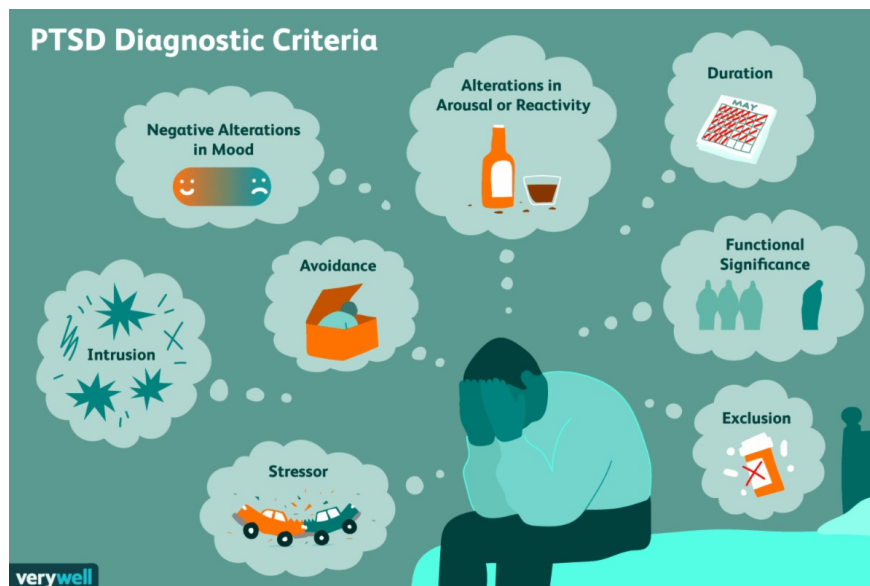 PTSD Diagnostic Criteria
Negative Alterations
in Mood
Alterations in
Arousal or Reactivity
Duration
MAY
Avoidance
Functional
Significance
Intrusion
Exclusion
Stressor
verywell